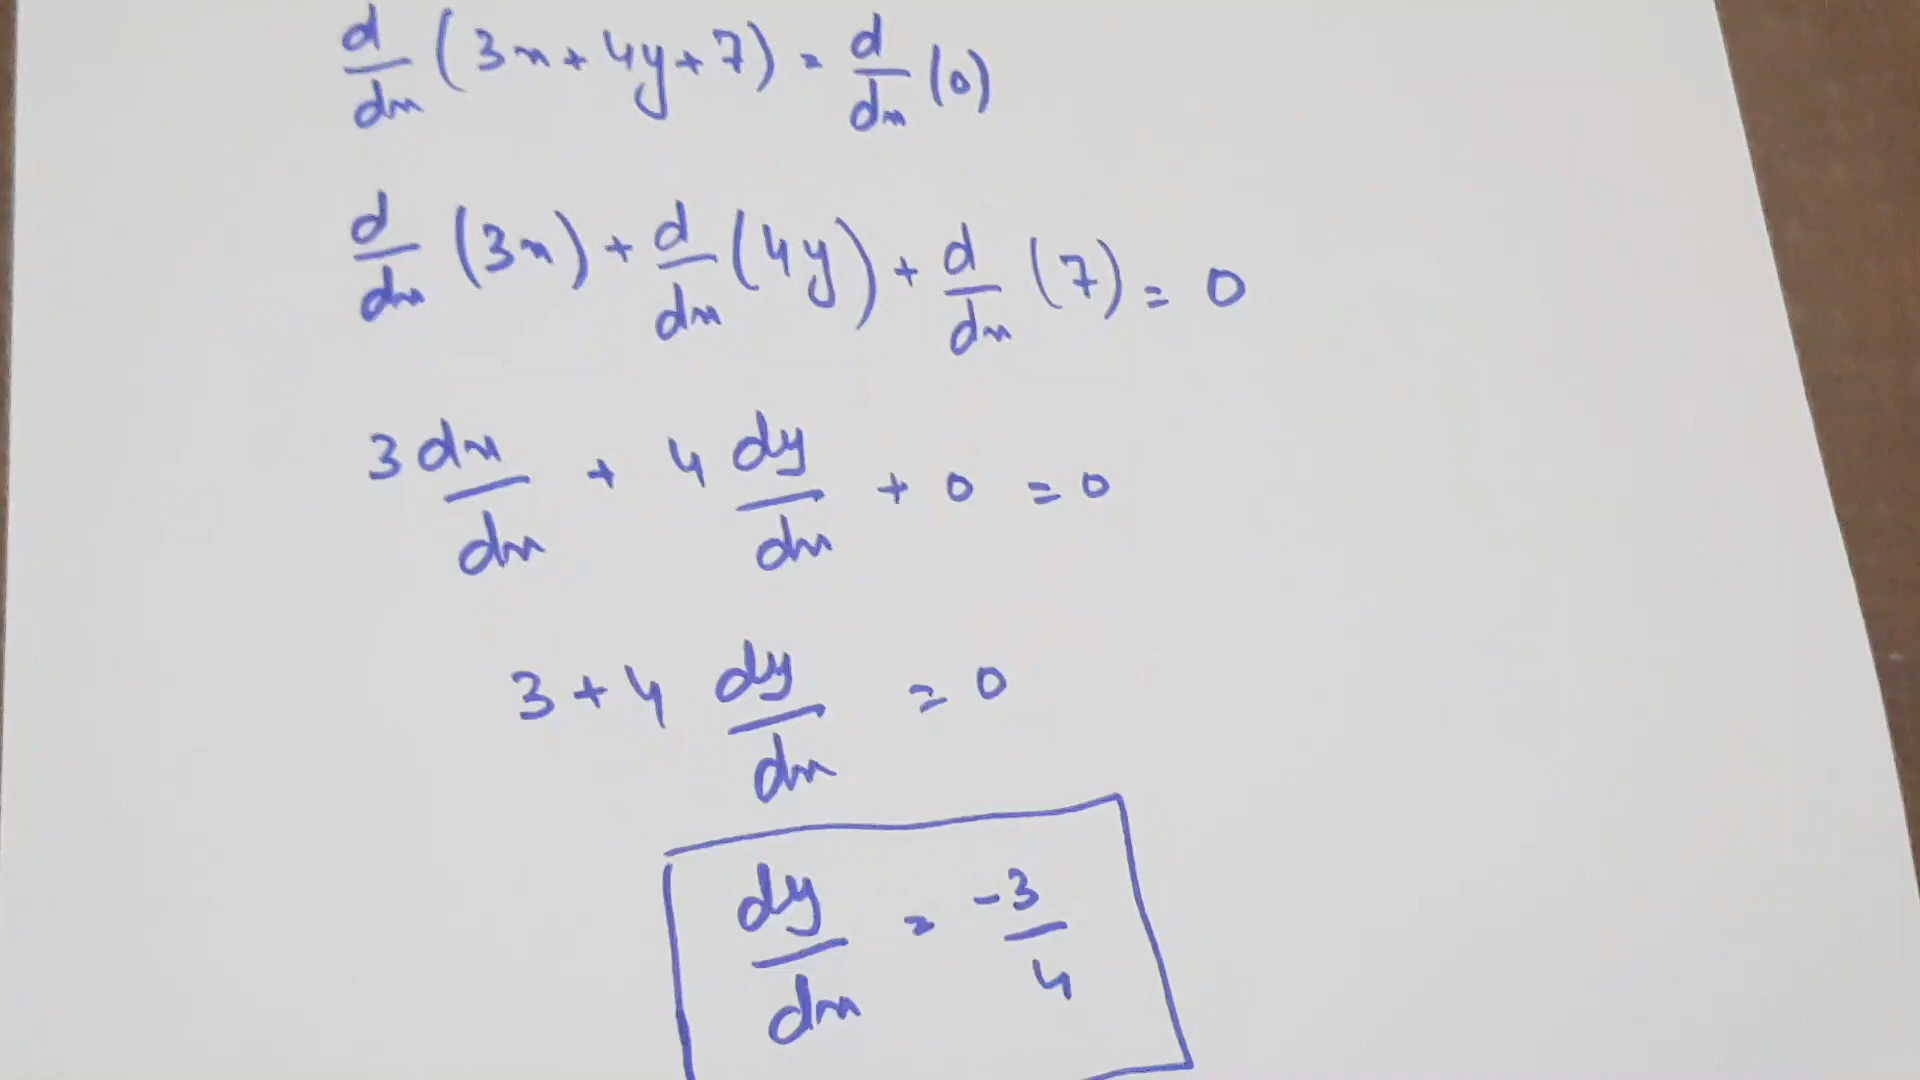 d/dx (3x + 4y + 7) = d/dx (0)
d/dx (3x) + d/dx (4y) + d/dx (7) = 0
3 dx/dx + 4 dy/dx + 0 = 0
3 + 4 dy/dx = 0
dy/dx = -3/4